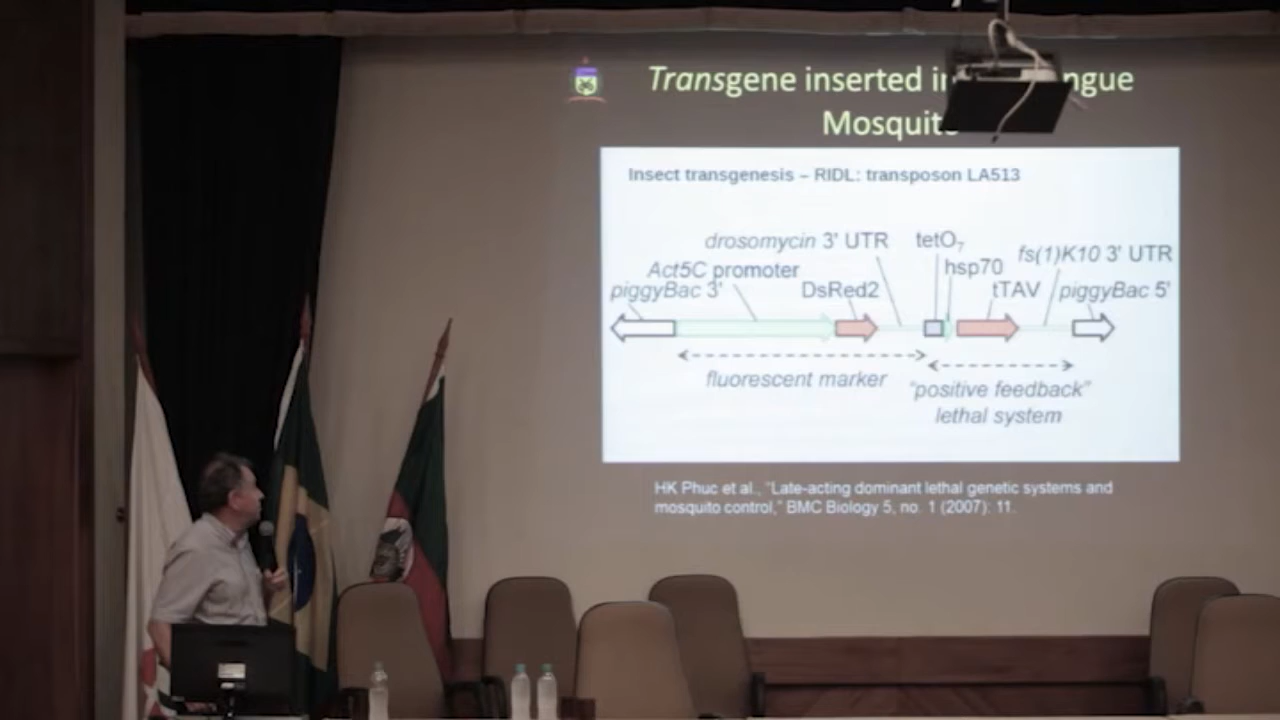 Transgene inserted in
Mosquito
Insect transgenesis – RIDL: transposon LA513
drosomycin 3' UTR
tetO7
fs(1)K10 3' UTR
Act5C promoter
hsp70
piggyBac 3'
DsRed2
tTAV
piggyBac 5'
fluorescent marker
"positive feedback"
lethal system
HK Phuc et al., "Late-acting dominant lethal genetic systems and
mosquito control," BMC Biology 5, no. 1 (2007): 11.